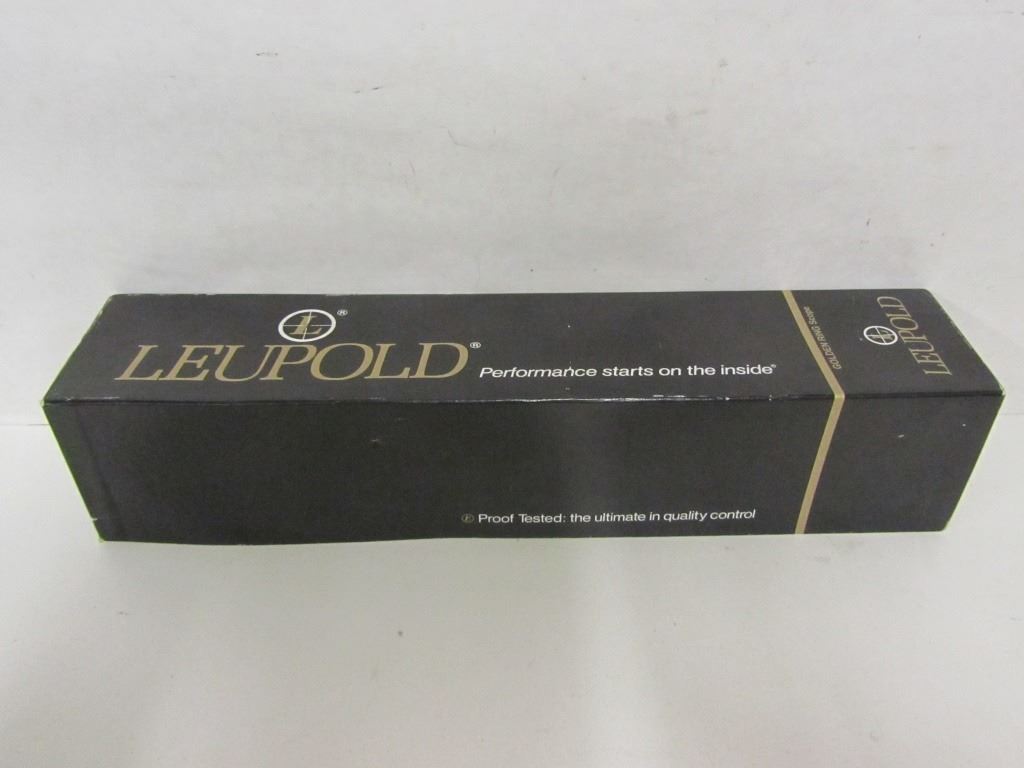 L®
LEUPOLD®
Performance starts on the inside®
GOLDEN RING Scope
L
LEUPOLD
L Proof Tested: the ultimate in quality control